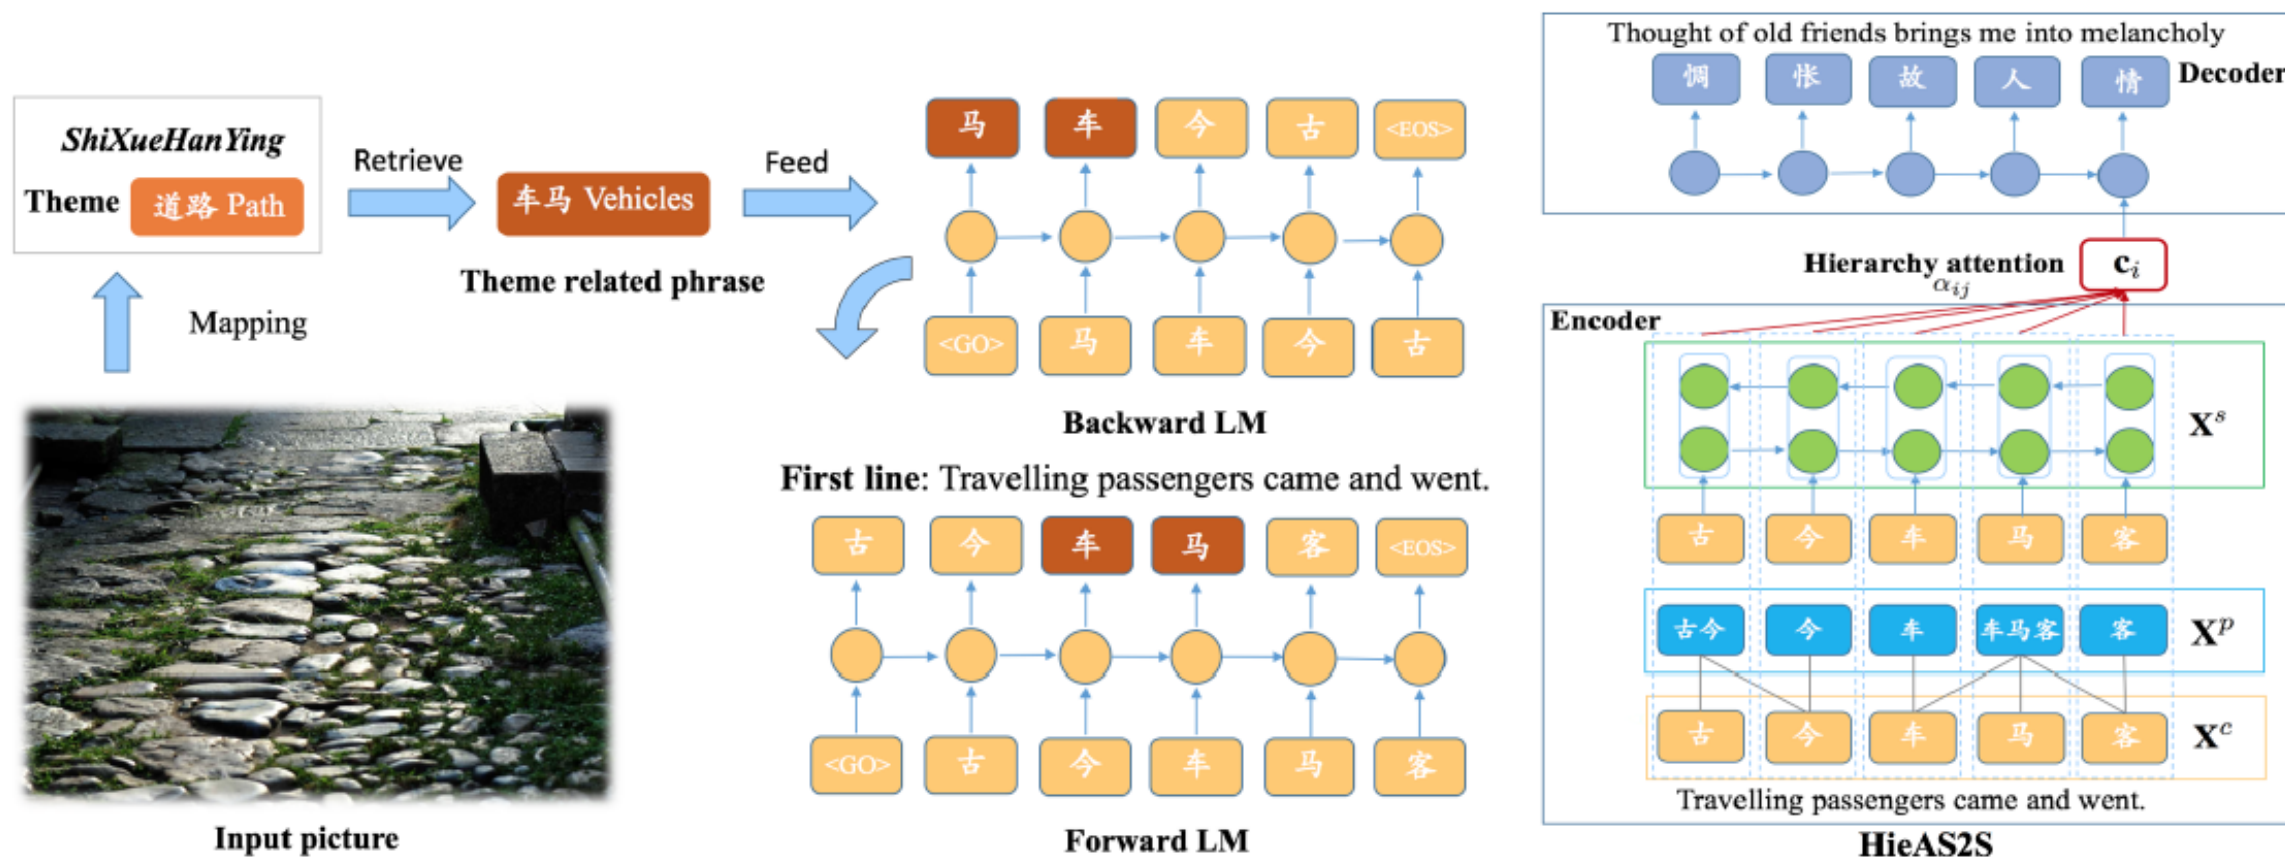 ShiXueHanYing
Theme 道路 Path
Mapping
Input picture
Retrieve
车马 Vehicles
Theme related phrase
Feed
马 车 今 古 <EOS>
<GO> 马 车 今 古
Backward LM
First line: Travelling passengers came and went.
古 今 车 马 客 <EOS>
<GO> 古 今 车 马 客
Forward LM
Thought of old friends brings me into melancholy
惆 怅 故 人 情 Decoder
Hierarchy attention c_i
α_ij
Encoder
X^s
古 今 车 马 客
古今 今 车 车马客 客 X^p
古 今 车 马 客 X^c
Travelling passengers came and went.
HieAS2S